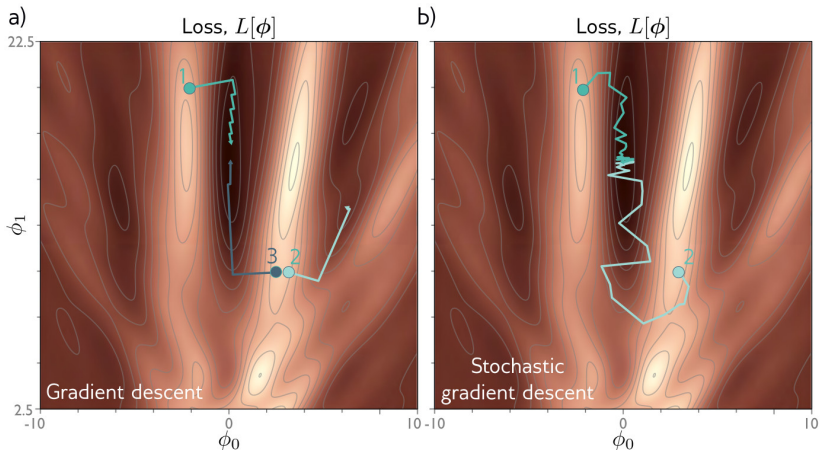 a)
Loss, L[ϕ]
22.5
1
ϕ₁
3
2
Gradient descent
2.5
-10
0
10
ϕ₀
b)
Loss, L[ϕ]
1
2
Stochastic
gradient descent
-10
0
10
ϕ₀